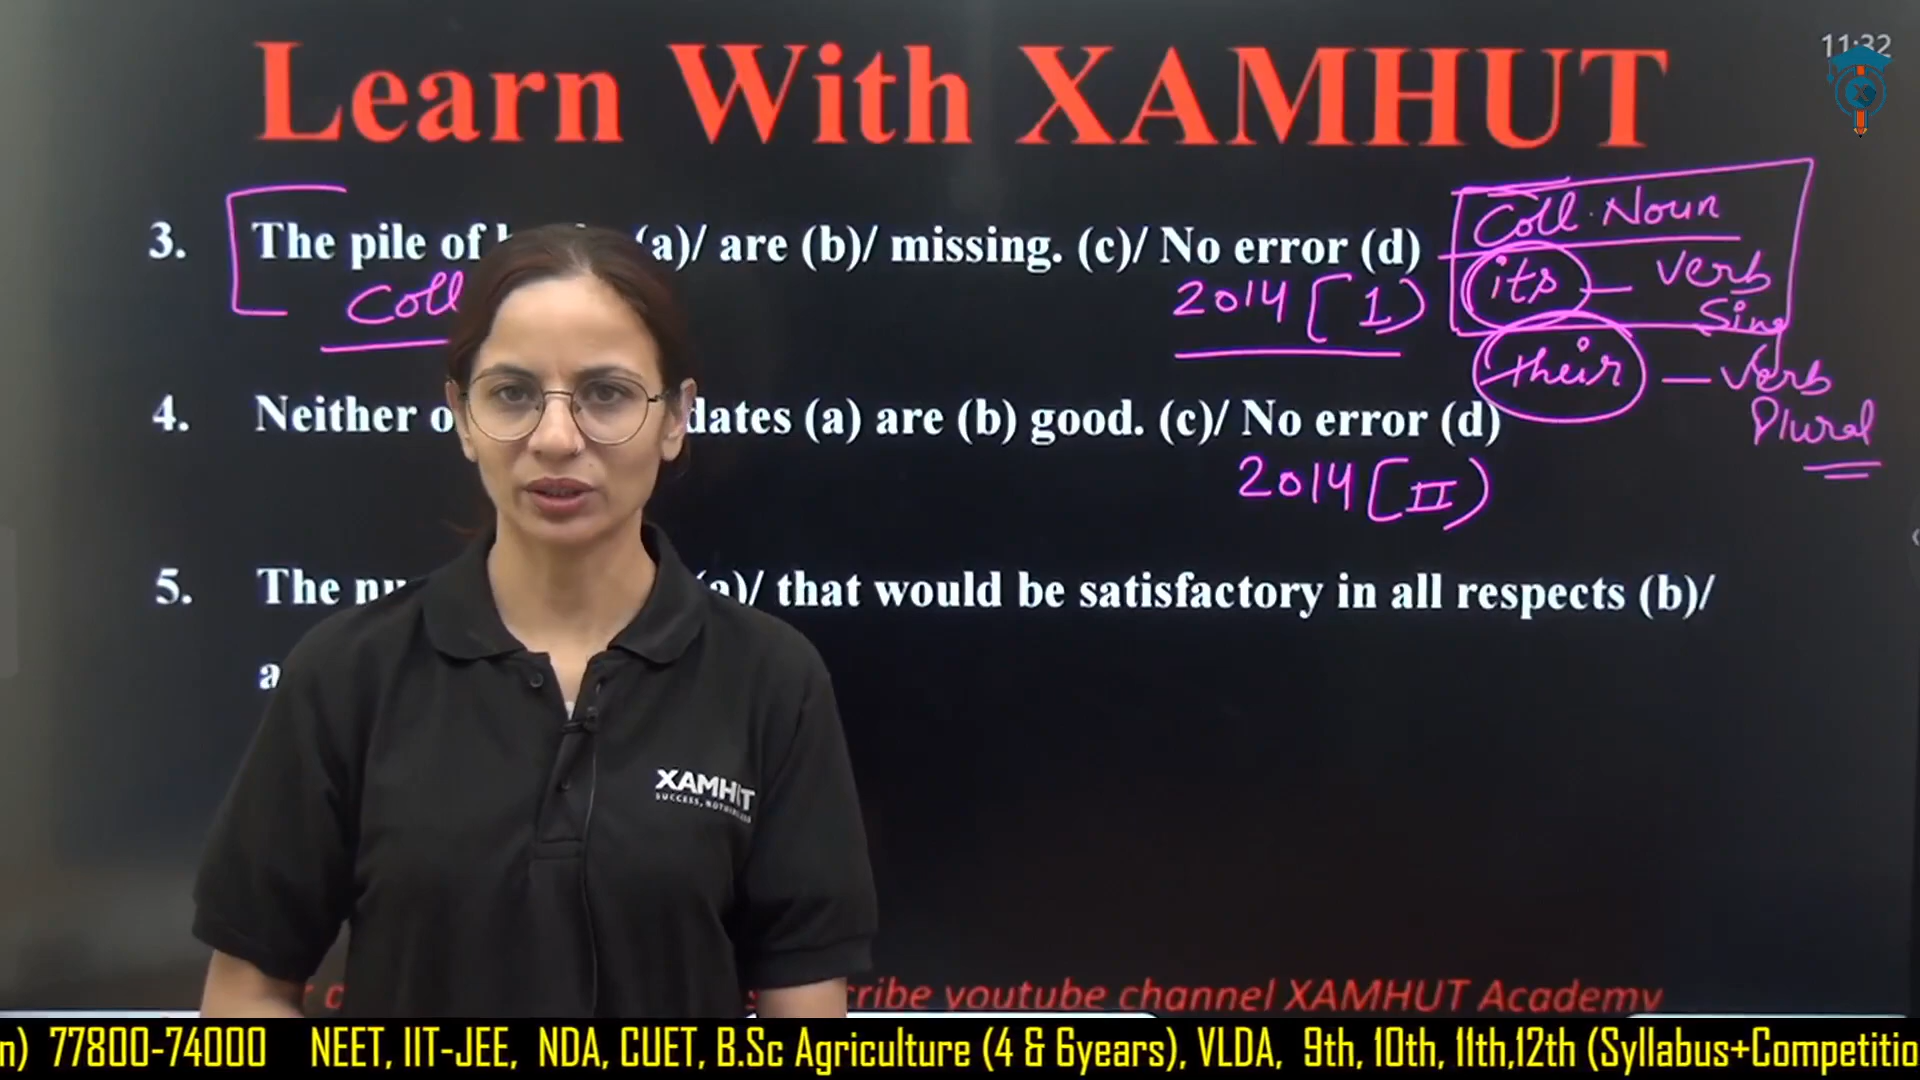 Learn With XAMHUT
11:32
3. The pile of (a)/ are (b)/ missing. (c)/ No error (d)
Coll
2014 [I)
Coll. Noun
its — verb
Sing
their — verb
Plural
4. Neither dates (a) are (b) good. (c)/ No error (d)
2014 [II)
5. The (a)/ that would be satisfactory in all respects (b)/
XAMHUT
SUCCESS, NOTHING LESS
youtube channel XAMHUT Academy
77800-74000 NEET, IIT-JEE, NDA, CUET, B.Sc Agriculture (4 & 6years), VLDA, 9th, 10th, 11th,12th (Syllabus+Competitio